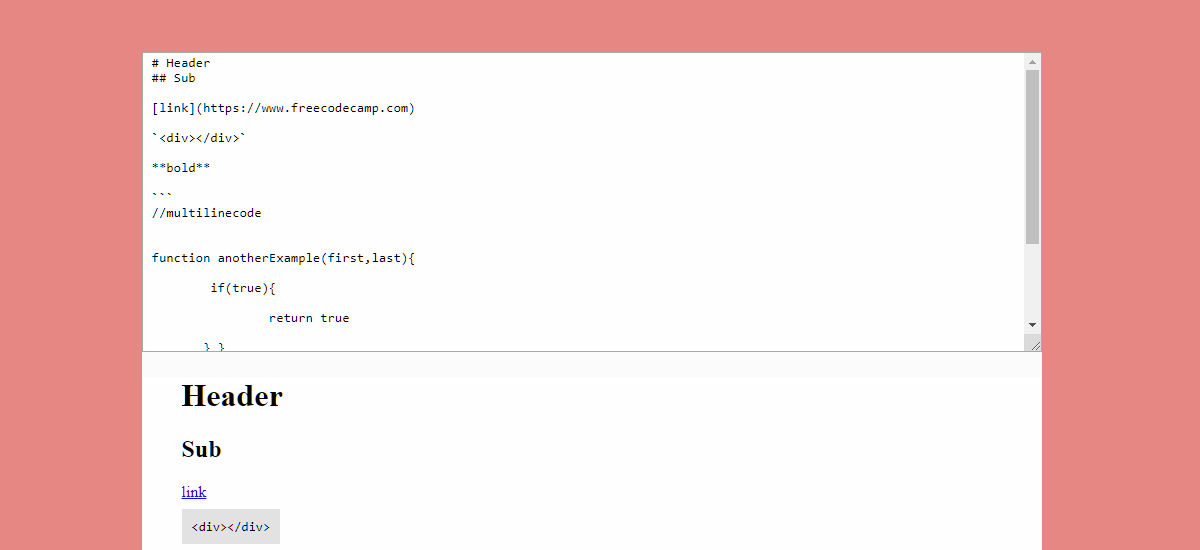 # Header
## Sub
[link](https://www.freecodecamp.com)
`<div></div>`
**bold**
```
//multilinecode
function anotherExample(first,last){
if(true){
return true
} }
Header
Sub
link
<div></div>